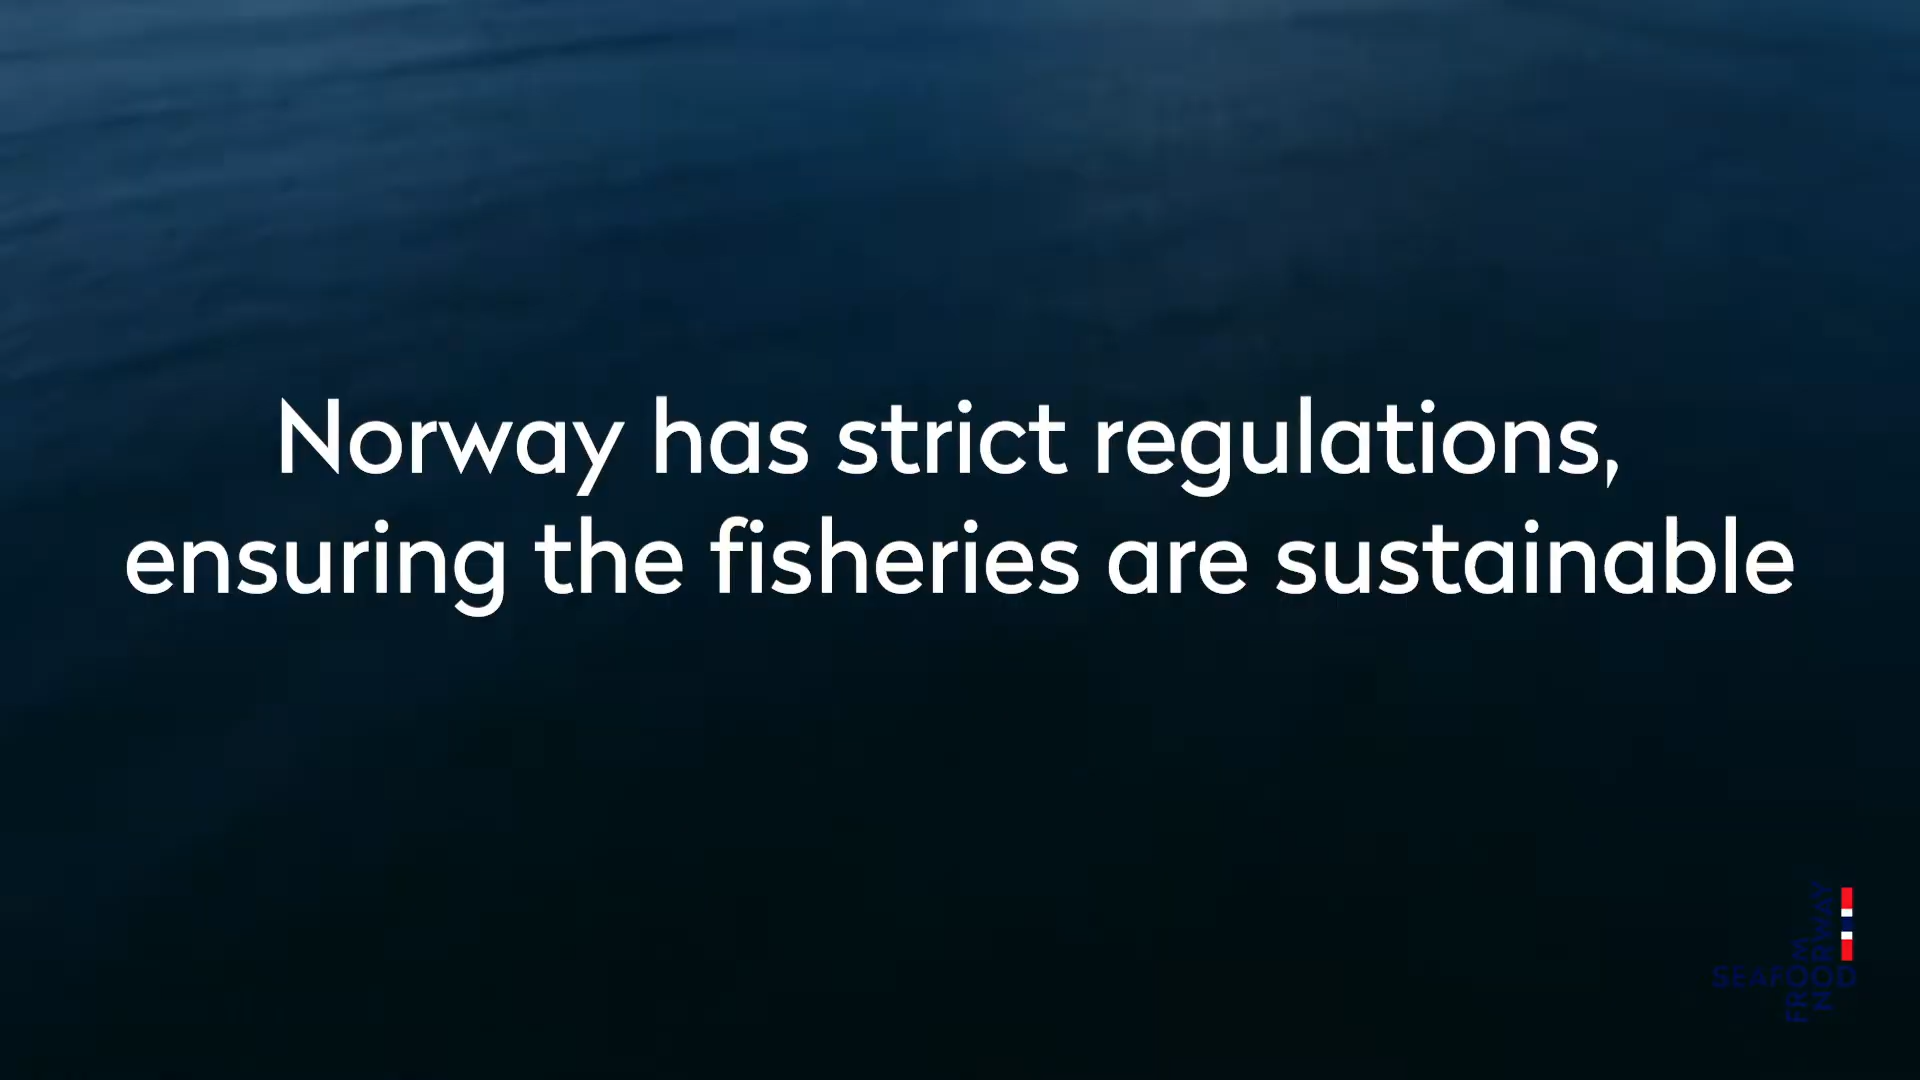 Norway has strict regulations,
ensuring the fisheries are sustainable
SEAFOOD
FROM
NORWAY